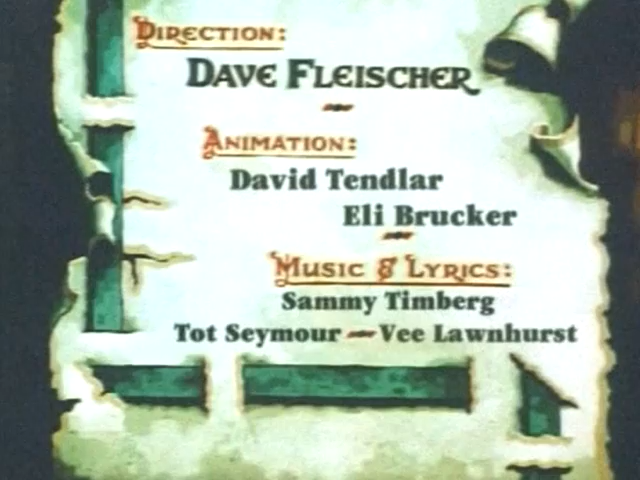 Direction:
Dave Fleischer
Animation:
David Tendlar
Eli Brucker
Music & Lyrics:
Sammy Timberg
Tot Seymour — Vee Lawnhurst